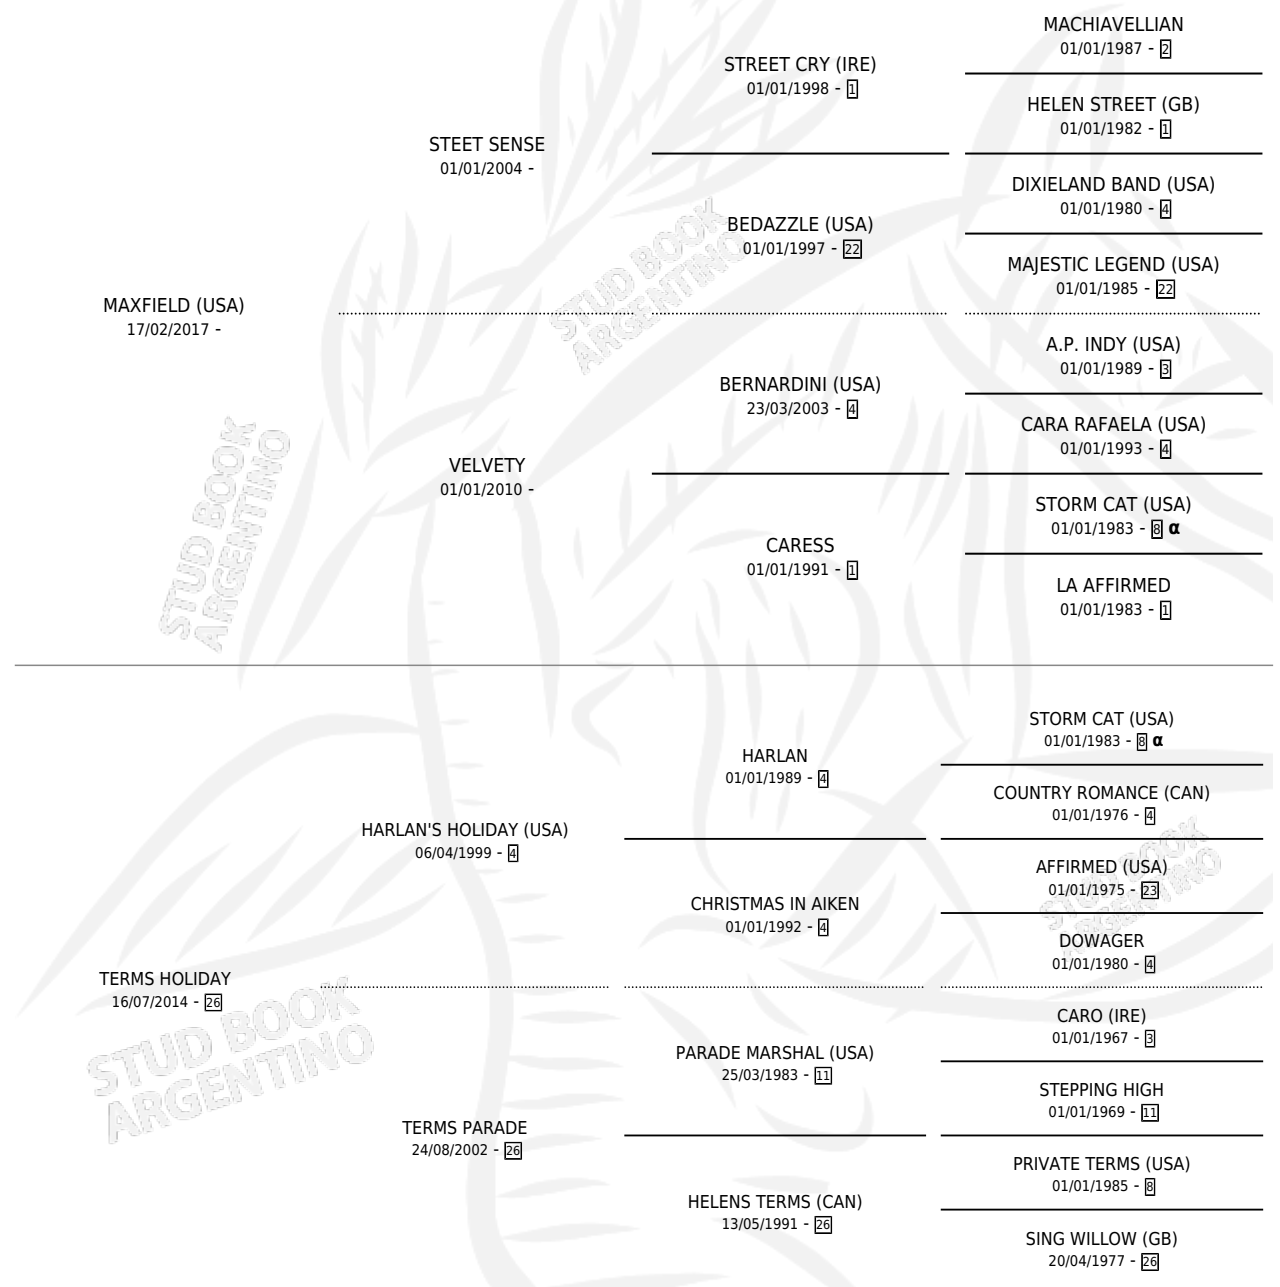 MACHIAVELLIAN
01/01/1987 - 2
STREET CRY (IRE)
01/01/1998 - 1
HELEN STREET (GB)
01/01/1982 - 1
STEET SENSE
01/01/2004 -
DIXIELAND BAND (USA)
01/01/1980 - 4
BEDAZZLE (USA)
01/01/1997 - 22
MAJESTIC LEGEND (USA)
01/01/1985 - 22
MAXFIELD (USA)
17/02/2017 -
A.P. INDY (USA)
01/01/1989 - 3
BERNARDINI (USA)
23/03/2003 - 4
CARA RAFAELA (USA)
01/01/1993 - 4
VELVETY
01/01/2010 -
STORM CAT (USA)
01/01/1983 - 8 α
CARESS
01/01/1991 - 1
LA AFFIRMED
01/01/1983 - 1
STORM CAT (USA)
01/01/1983 - 8 α
HARLAN
01/01/1989 - 4
COUNTRY ROMANCE (CAN)
01/01/1976 - 4
HARLAN'S HOLIDAY (USA)
06/04/1999 - 4
AFFIRMED (USA)
01/01/1975 - 23
CHRISTMAS IN AIKEN
01/01/1992 - 4
DOWAGER
01/01/1980 - 4
TERMS HOLIDAY
16/07/2014 - 26
CARO (IRE)
01/01/1967 - 3
PARADE MARSHAL (USA)
25/03/1983 - 11
STEPPING HIGH
01/01/1969 - 11
TERMS PARADE
24/08/2002 - 26
PRIVATE TERMS (USA)
01/01/1985 - 8
HELENS TERMS (CAN)
13/05/1991 - 26
SING WILLOW (GB)
20/04/1977 - 26
STUD BOOK
ARGENTINO
STUD BOOK
ARGENTINO
STUD BOOK
ARGENTINO
STUD BOOK
ARGENTINO